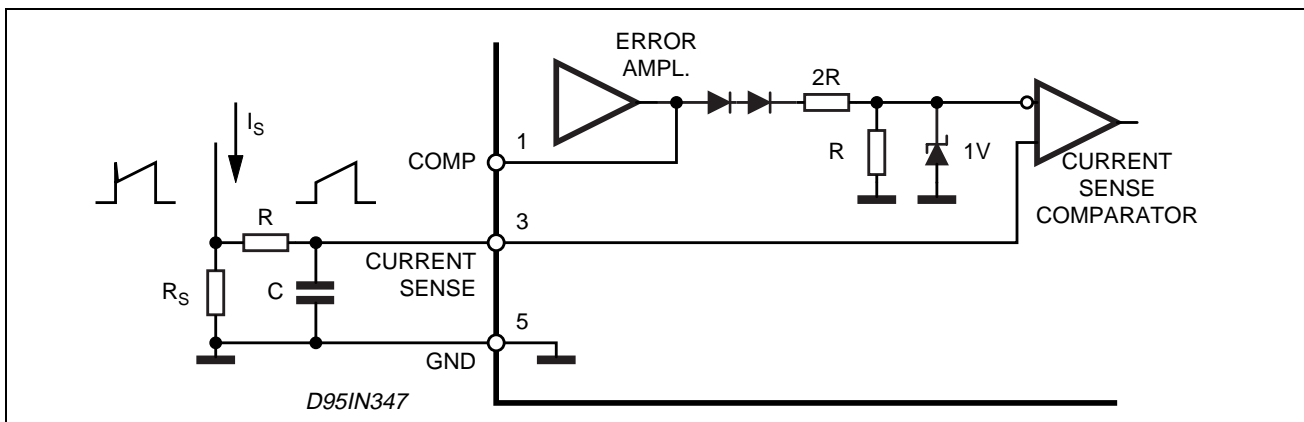 ERROR
AMPL.
2R
I_S
1
COMP
R
1V
CURRENT
SENSE
COMPARATOR
R
3
CURRENT
SENSE
R_S
C
5
GND
D95IN347